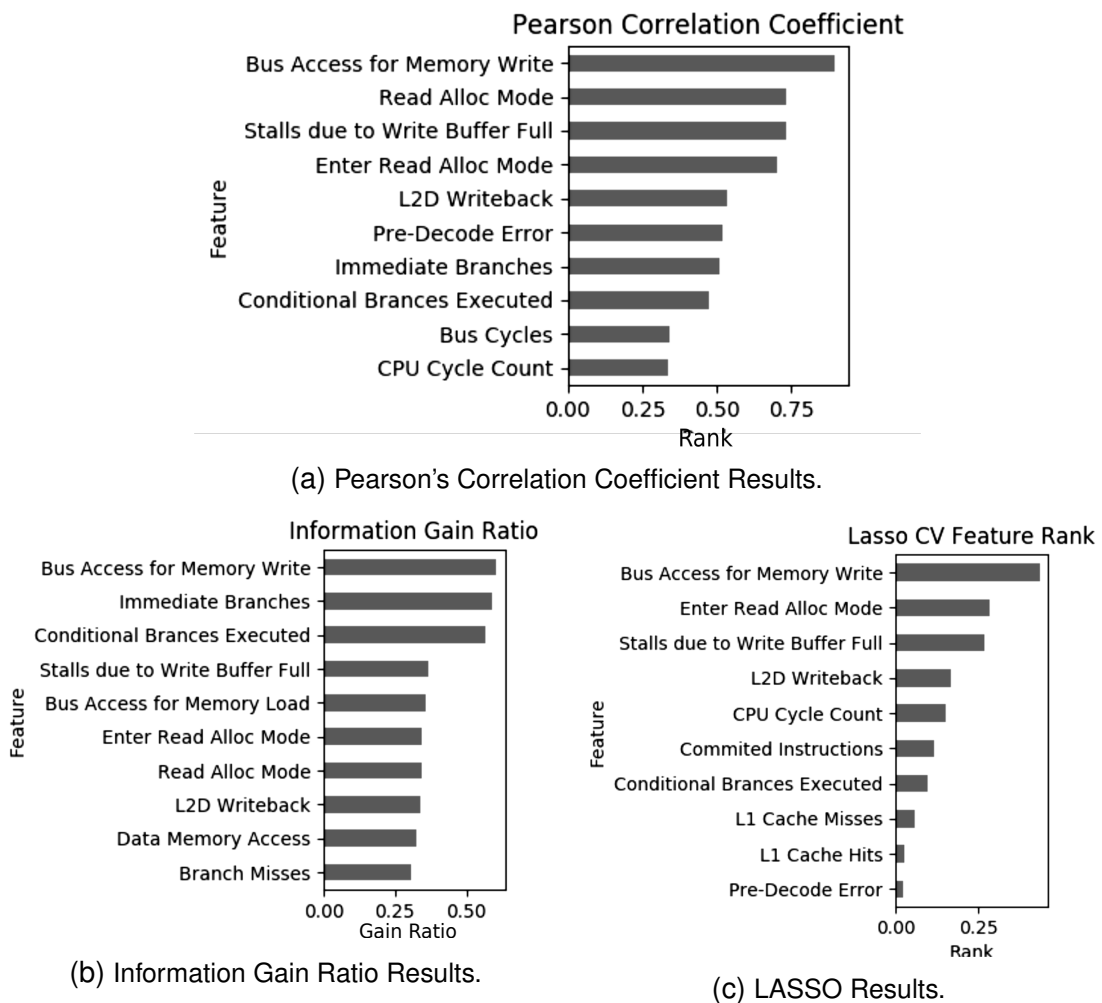 Pearson Correlation Coefficient
Bus Access for Memory Write
Read Alloc Mode
Stalls due to Write Buffer Full
Enter Read Alloc Mode
L2D Writeback
Pre-Decode Error
Immediate Branches
Conditional Brances Executed
Bus Cycles
CPU Cycle Count
Feature
0.00 0.25 0.50 0.75
Rank
(a) Pearson's Correlation Coefficient Results.
Information Gain Ratio
Bus Access for Memory Write
Immediate Branches
Conditional Brances Executed
Stalls due to Write Buffer Full
Bus Access for Memory Load
Enter Read Alloc Mode
Read Alloc Mode
L2D Writeback
Data Memory Access
Branch Misses
Feature
0.00 0.25 0.50
Gain Ratio
(b) Information Gain Ratio Results.
Lasso CV Feature Rank
Bus Access for Memory Write
Enter Read Alloc Mode
Stalls due to Write Buffer Full
L2D Writeback
CPU Cycle Count
Commited Instructions
Conditional Brances Executed
L1 Cache Misses
L1 Cache Hits
Pre-Decode Error
Feature
0.00 0.25
Rank
(c) LASSO Results.